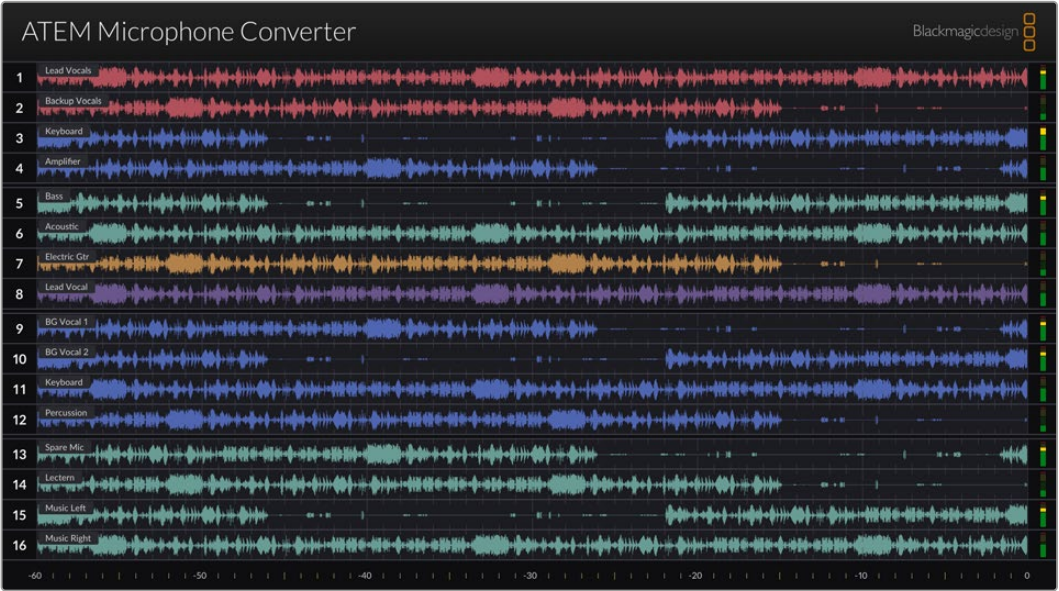 ATEM Microphone Converter
Blackmagicdesign
1 Lead Vocals
2 Backup Vocals
3 Keyboard
4 Amplifier
5 Bass
6 Acoustic
7 Electric Gtr
8 Lead Vocal
9 BG Vocal 1
10 BG Vocal 2
11 Keyboard
12 Percussion
13 Spare Mic
14 Lectern
15 Music Left
16 Music Right
-60 -50 -40 -30 -20 -10 0